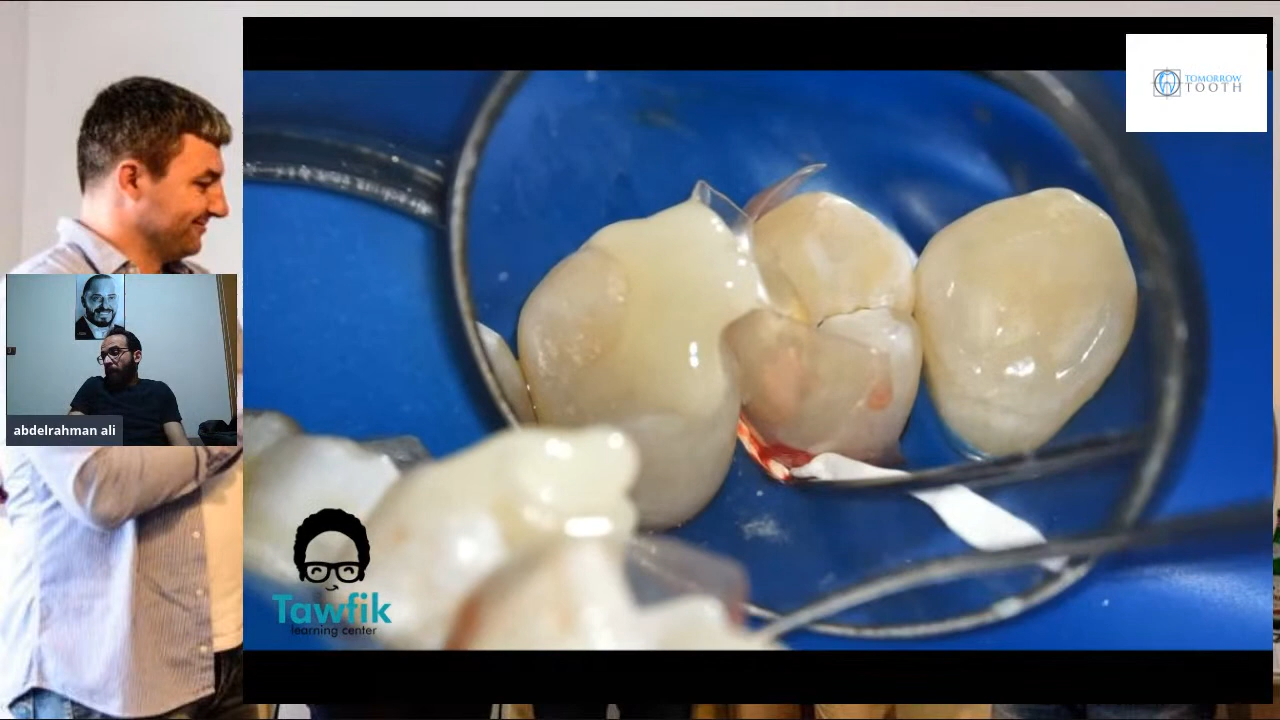 TOMORROW
TOOTH
abdelrahman ali
Tawfik
learning center